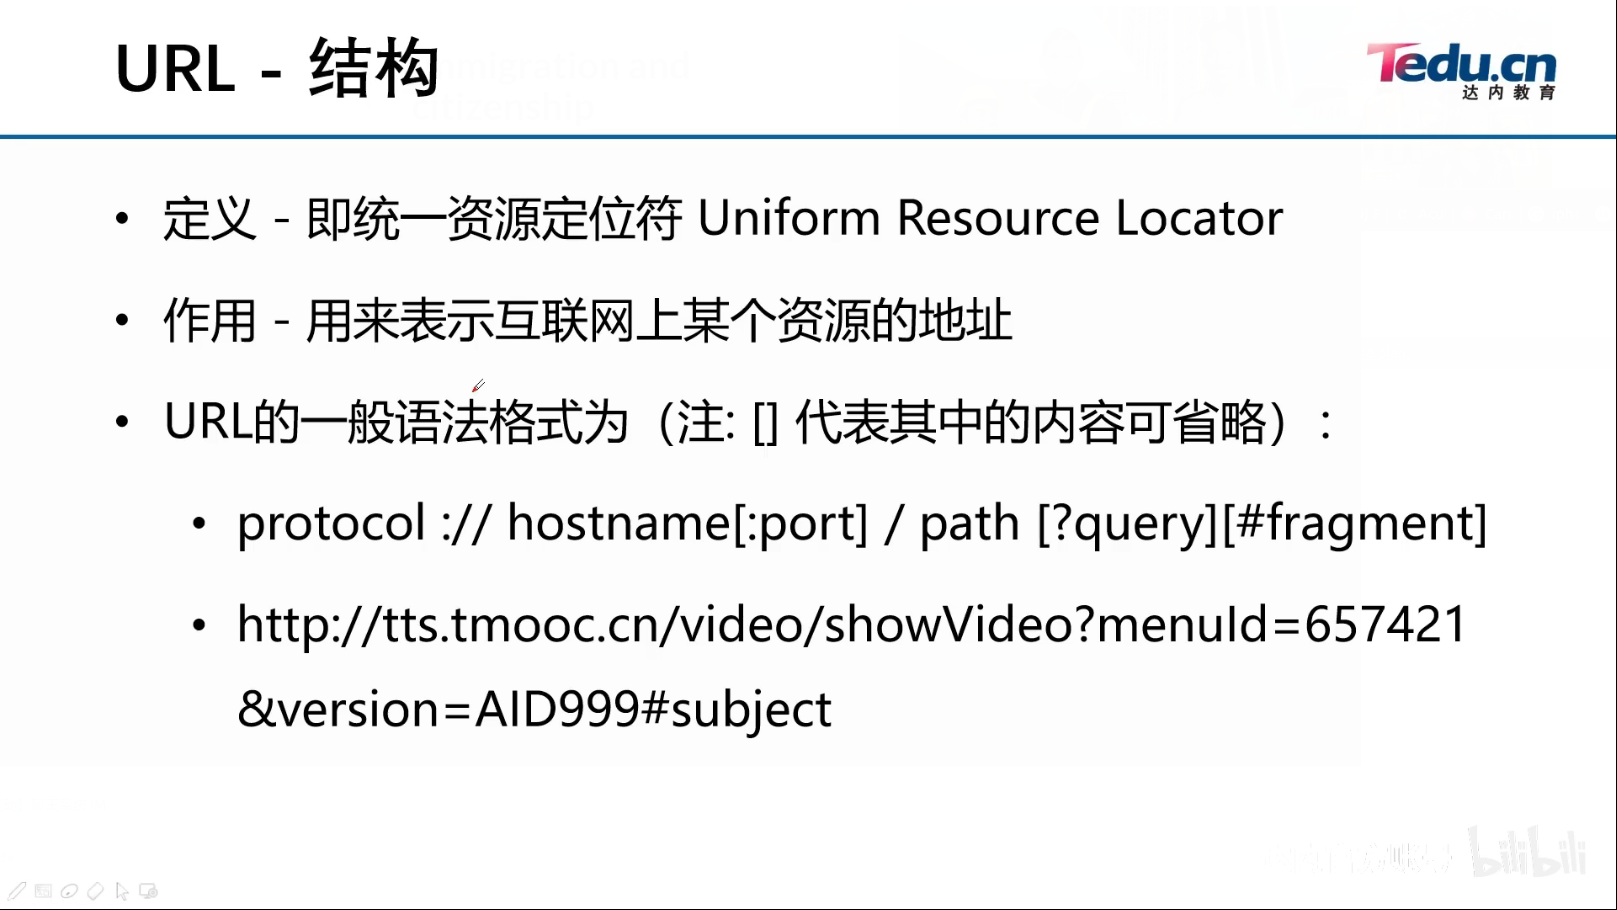 URL - 结构
Tedu.cn
达内教育
• 定义 - 即统一资源定位符 Uniform Resource Locator
• 作用 - 用来表示互联网上某个资源的地址
• URL的一般语法格式为（注: [] 代表其中的内容可省略）:
• protocol :// hostname[:port] / path [?query][#fragment]
• http://tts.tmooc.cn/video/showVideo?menuId=657421
&version=AID999#subject
bilibili